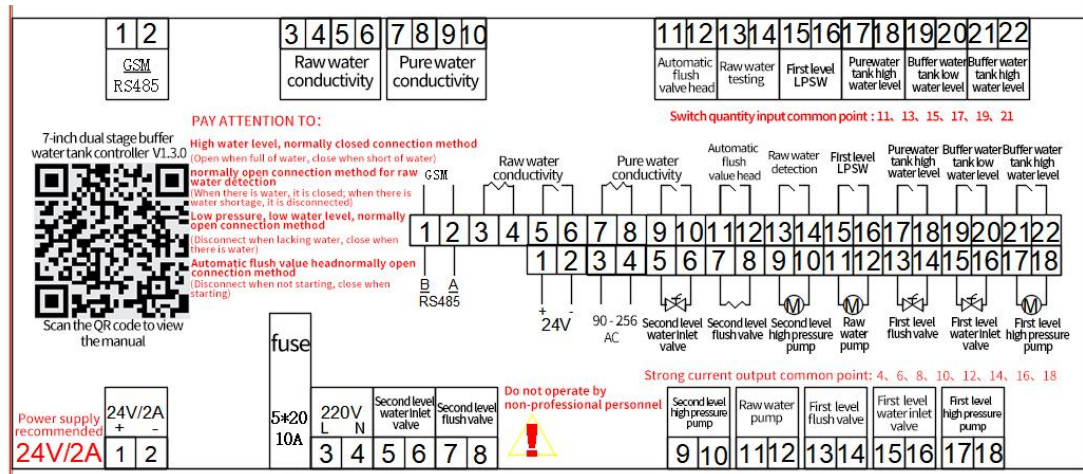 1 2
GSM
RS485
3 4 5 6
Raw water
conductivity
7 8 9 10
Pure water
conductivity
11 12 13 14 15 16 17 18 19 20 21 22
Automatic
flush
valve head
Raw water
testing
First level
LPSW
Purewater
tank high
water level
Buffer water
tank low
water level
Buffer water
tank high
water level
Switch quantity input common point : 11、13、15、17、19、21
7-inch dual stage buffer
water tank controller V1.3.0
Scan the QR code to view
the manual
PAY ATTENTION TO:
High water level, normally closed connection method
(Open when full of water, close when short of water)
normally open connection method for raw
water detection
(When there is water, it is closed; when there is
water shortage, it is disconnected)
Low pressure, low water level, normally
open connection method
(Disconnect when lacking water, close when
there is water)
Automatic flush value headnormally open
connection method
(Disconnect when not starting, close when
starting)
GSM
Raw water
conductivity
Pure water
conductivity
Automatic
flush
value head
Raw water
detection
First level
LPSW
Purewater
tank high
water level
Buffer water
tank low
water level
Buffer water
tank high
water level
1 2 3 4 5 6 7 8 9 10 11 12 13 14 15 16 17 18 19 20 21 22
1 2 3 4 5 6 7 8 9 10 11 12 13 14 15 16 17 18
B A
RS485
+ -
24V
90 - 256
AC
Second level
water inlet
valve
Second level
flush valve
M
Second level
high pressure
pump
M
Raw
water
pump
First level
flush
valve
First level
water inlet
valve
M
First level
high pressure
pump
Strong current output common point: 4、6、8、10、12、14、16、18
Power supply
recommended
24V/2A
24V/2A
+ -
1 2
fuse
5*20
10A
220V
L N
3 4
Second level
water inlet
valve
5 6
Second level
flush valve
7 8
Do not operate by
non-professional personnel
!
Second level
high pressure
pump
9 10
Raw water
pump
11 12
First level
flush valve
13 14
First level
water inlet
valve
15 16
First level
high pressure
pump
17 18